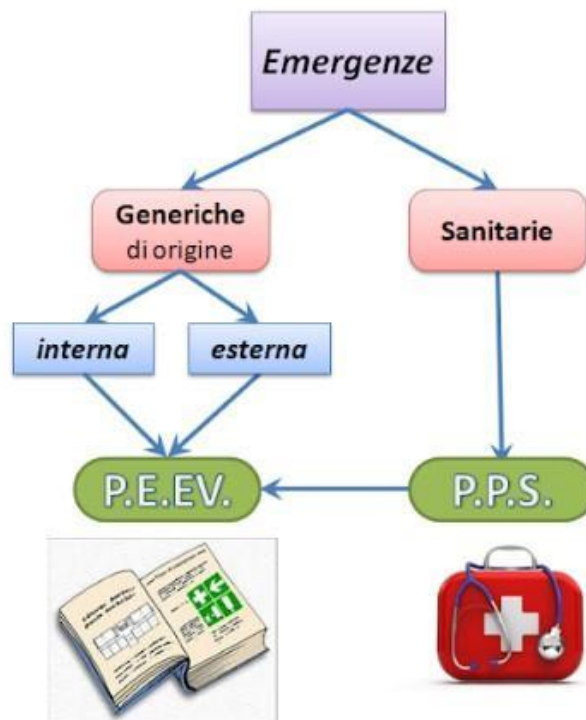 Emergenze
Generiche
di origine
Sanitarie
interna
esterna
P.E.EV.
P.P.S.